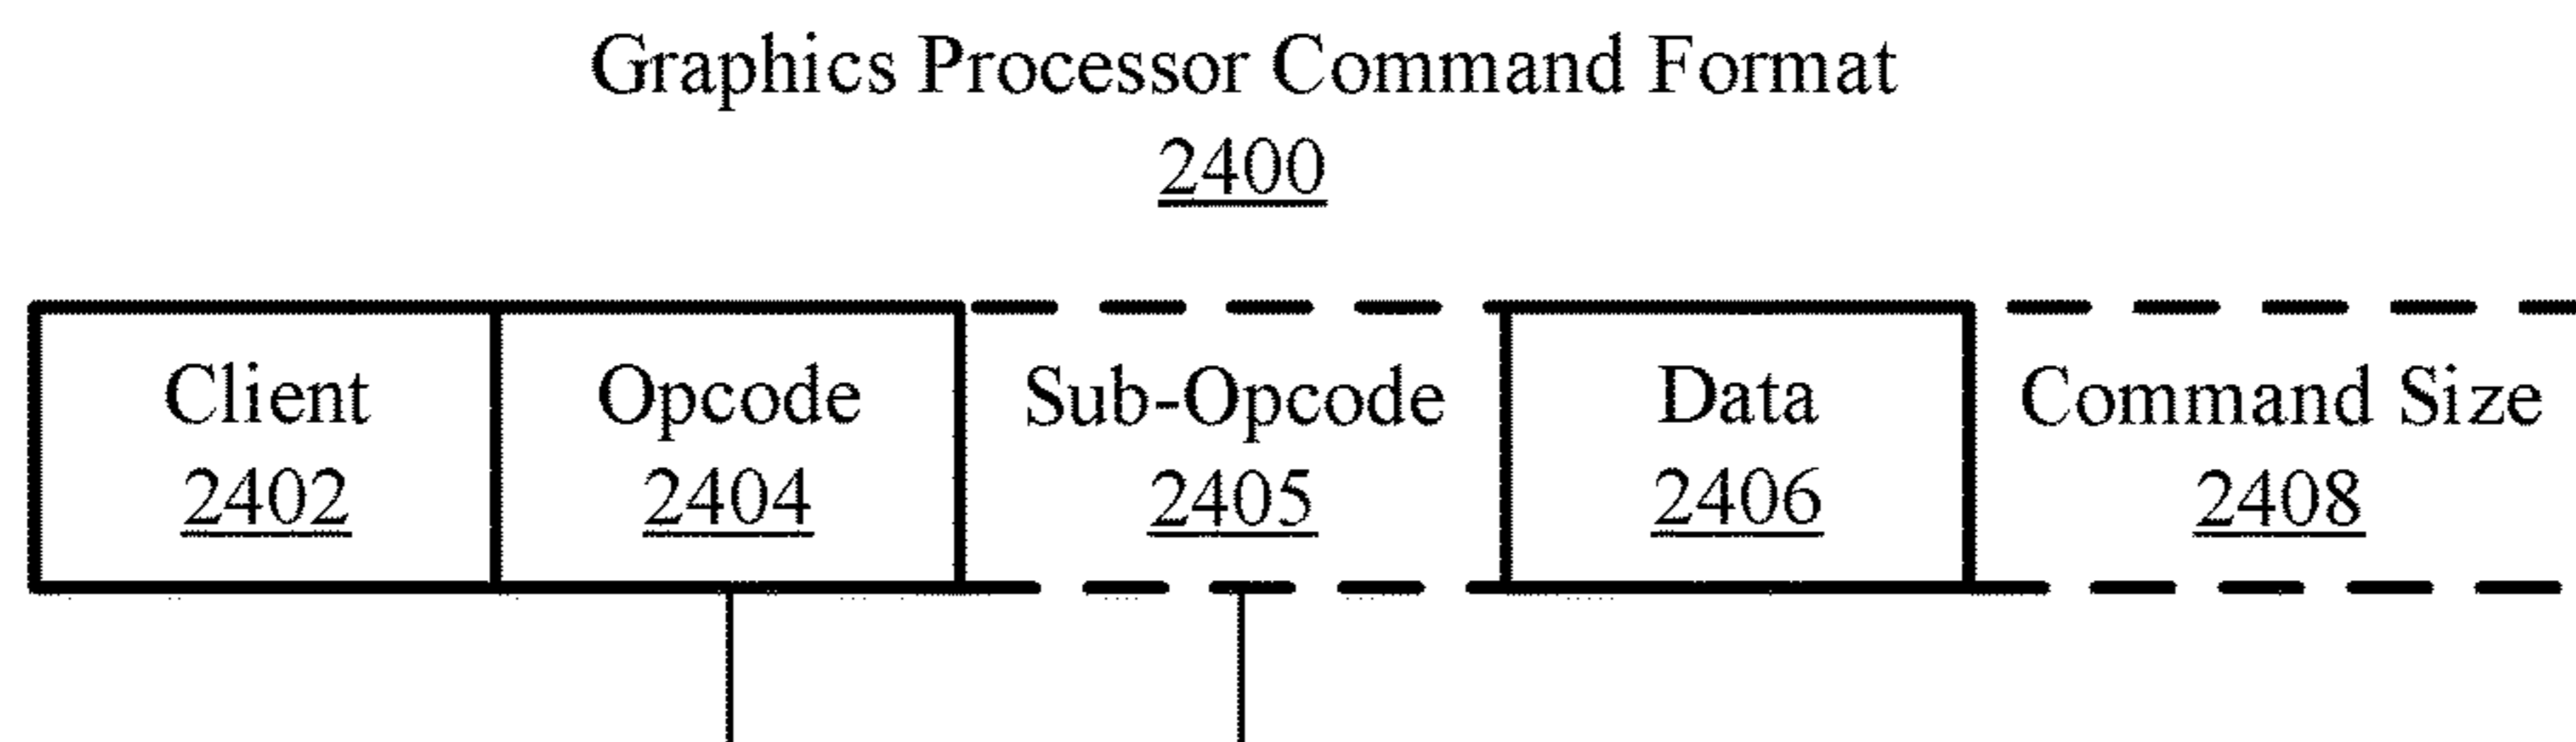 Graphics Processor Command Format
2400
Client Opcode Sub-Opcode Data Command Size
2402 2404 2405 2406 2408